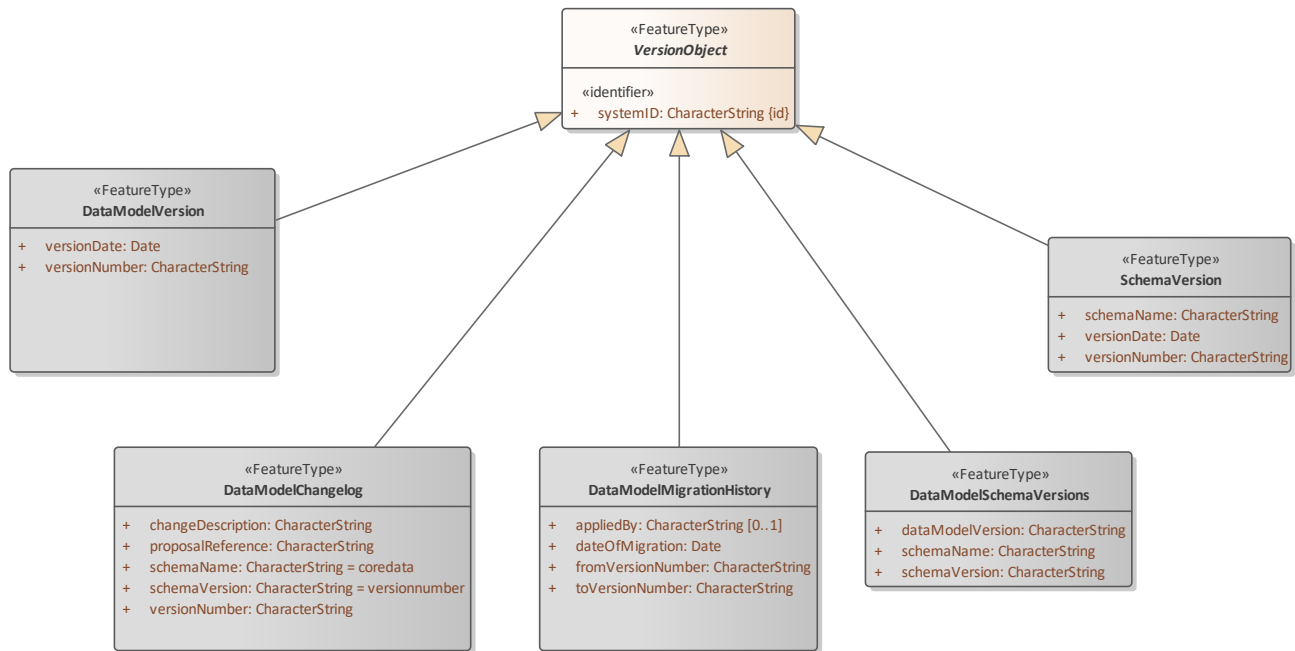 «FeatureType»
VersionObject
«identifier»
+ systemID: CharacterString {id}
«FeatureType»
DataModelVersion
+ versionDate: Date
+ versionNumber: CharacterString
«FeatureType»
SchemaVersion
+ schemaName: CharacterString
+ versionDate: Date
+ versionNumber: CharacterString
«FeatureType»
DataModelChangelog
+ changeDescription: CharacterString
+ proposalReference: CharacterString
+ schemaName: CharacterString = coredata
+ schemaVersion: CharacterString = versionnumber
+ versionNumber: CharacterString
«FeatureType»
DataModelMigrationHistory
+ appliedBy: CharacterString [0..1]
+ dateOfMigration: Date
+ fromVersionNumber: CharacterString
+ toVersionNumber: CharacterString
«FeatureType»
DataModelSchemaVersions
+ dataModelVersion: CharacterString
+ schemaName: CharacterString
+ schemaVersion: CharacterString